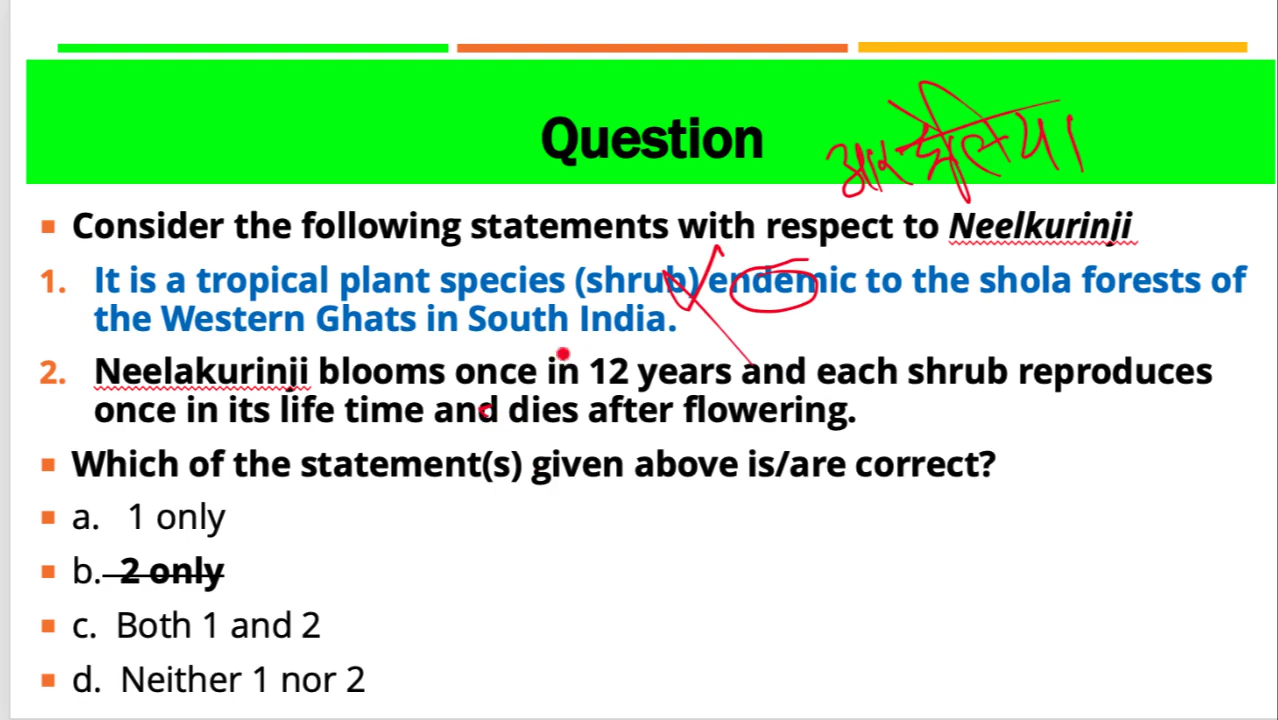 Question
Consider the following statements with respect to Neelkurinji
1. It is a tropical plant species (shrub) endemic to the shola forests of
the Western Ghats in South India.
2. Neelakurinji blooms once in 12 years and each shrub reproduces
once in its life time and dies after flowering.
Which of the statement(s) given above is/are correct?
a. 1 only
b. 2 only
c. Both 1 and 2
d. Neither 1 nor 2